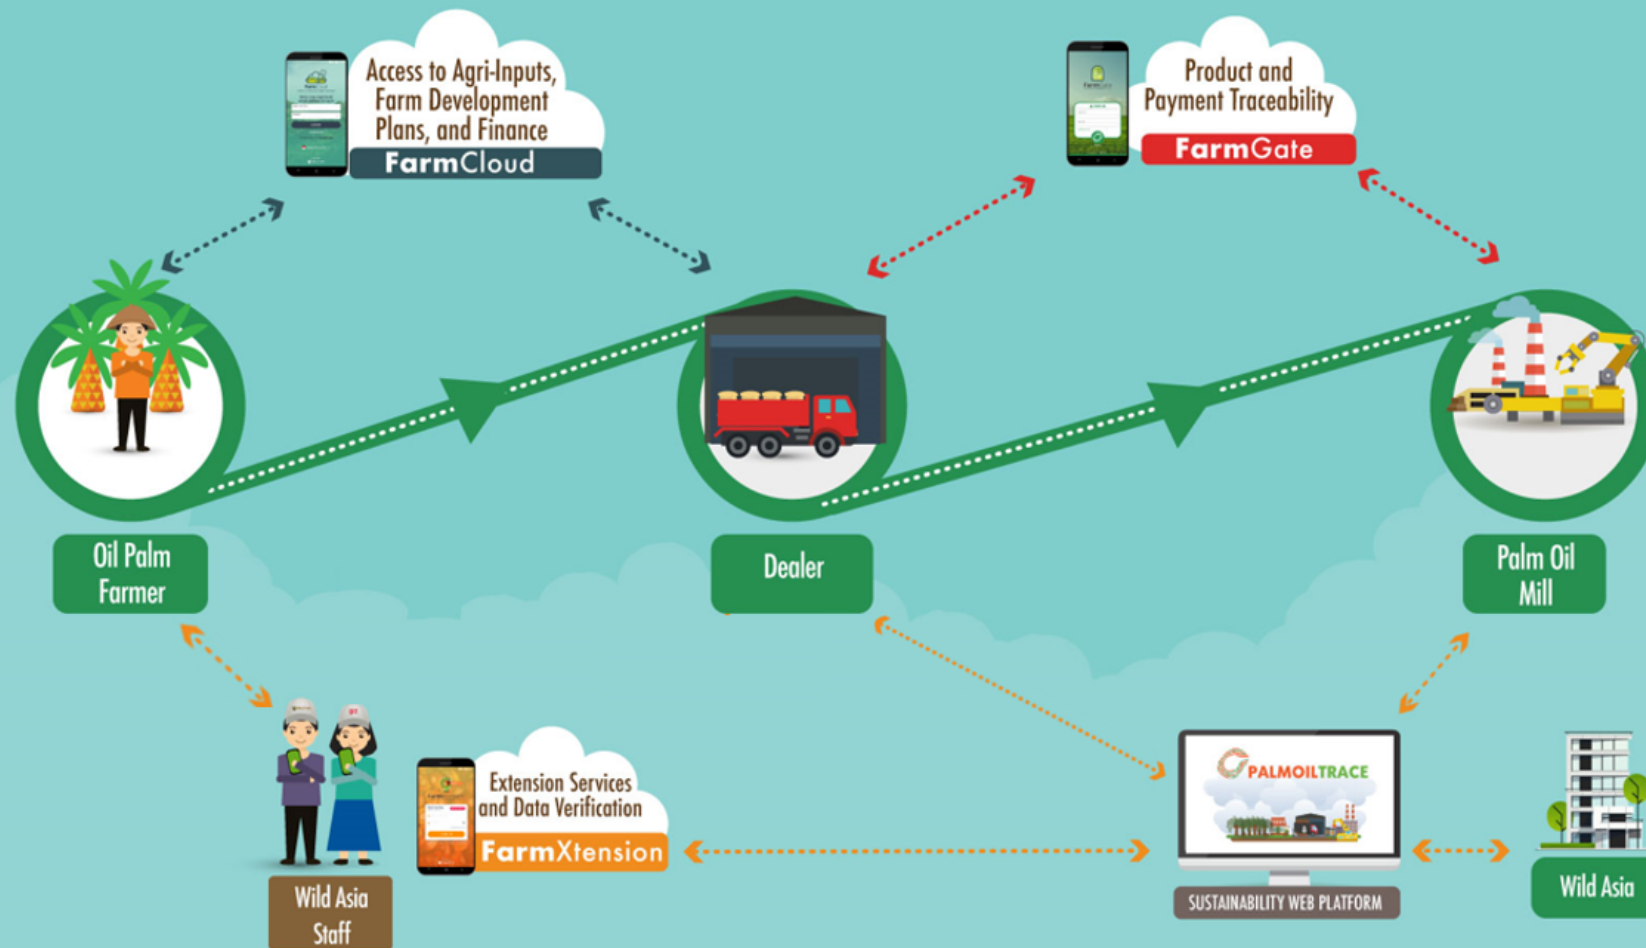 Access to Agri-Inputs,
Farm Development
Plans, and Finance
FarmCloud
Product and
Payment Traceability
FarmGate
Oil Palm
Farmer
Dealer
Palm Oil
Mill
Extension Services
and Data Verification
FarmXtension
PALMOILTRACE
SUSTAINABILITY WEB PLATFORM
Wild Asia
Staff
Wild Asia